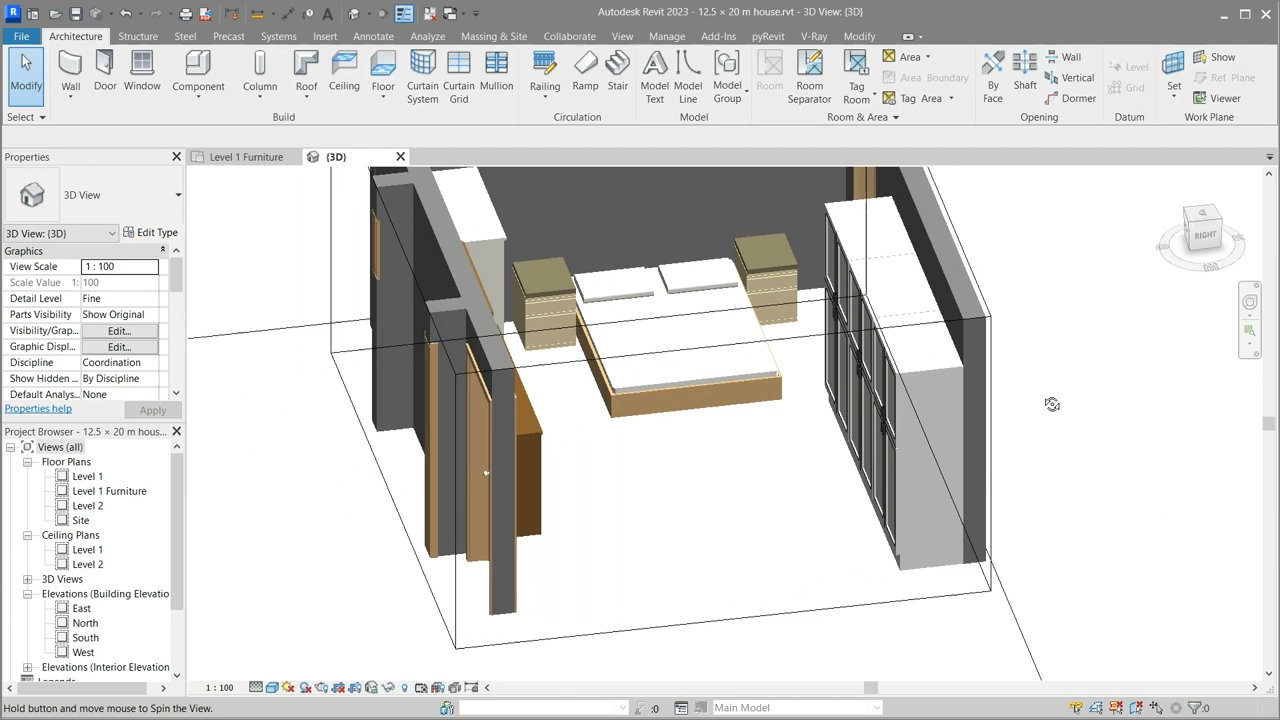 Autodesk Revit 2023 - 12.5 × 20 m house.rvt - 3D View: {3D}
File Architecture Structure Steel Precast Systems Insert Annotate Analyze Massing & Site Collaborate View Manage Add-Ins pyRevit V-Ray Modify
Modify Wall Door Window Component Column Roof Ceiling Floor Curtain System Curtain Grid Mullion Railing Ramp Stair Model Text Model Line Model Group Room Room Separator Tag Room Area Area Boundary Tag Area By Face Shaft Wall Vertical Dormer Level Grid Set Show Ref Plane Viewer
Select Build Circulation Model Room & Area Opening Datum Work Plane
Properties
Level 1 Furniture
{3D}
3D View
3D View: {3D}
Edit Type
Graphics
View Scale 1 : 100
Scale Value 1: 100
Detail Level Fine
Parts Visibility Show Original
Visibility/Grap... Edit...
Graphic Displ... Edit...
Discipline Coordination
Show Hidden ... By Discipline
Default Analys... None
Properties help
Apply
Project Browser - 12.5 × 20 m hous...
Views (all)
Floor Plans
Level 1
Level 1 Furniture
Level 2
Site
Ceiling Plans
Level 1
Level 2
3D Views
Elevations (Building Elevatio
East
North
South
West
Elevations (Interior Elevation
RIGHT
1 : 100
Hold button and move mouse to Spin the View.
:0
Main Model
:0